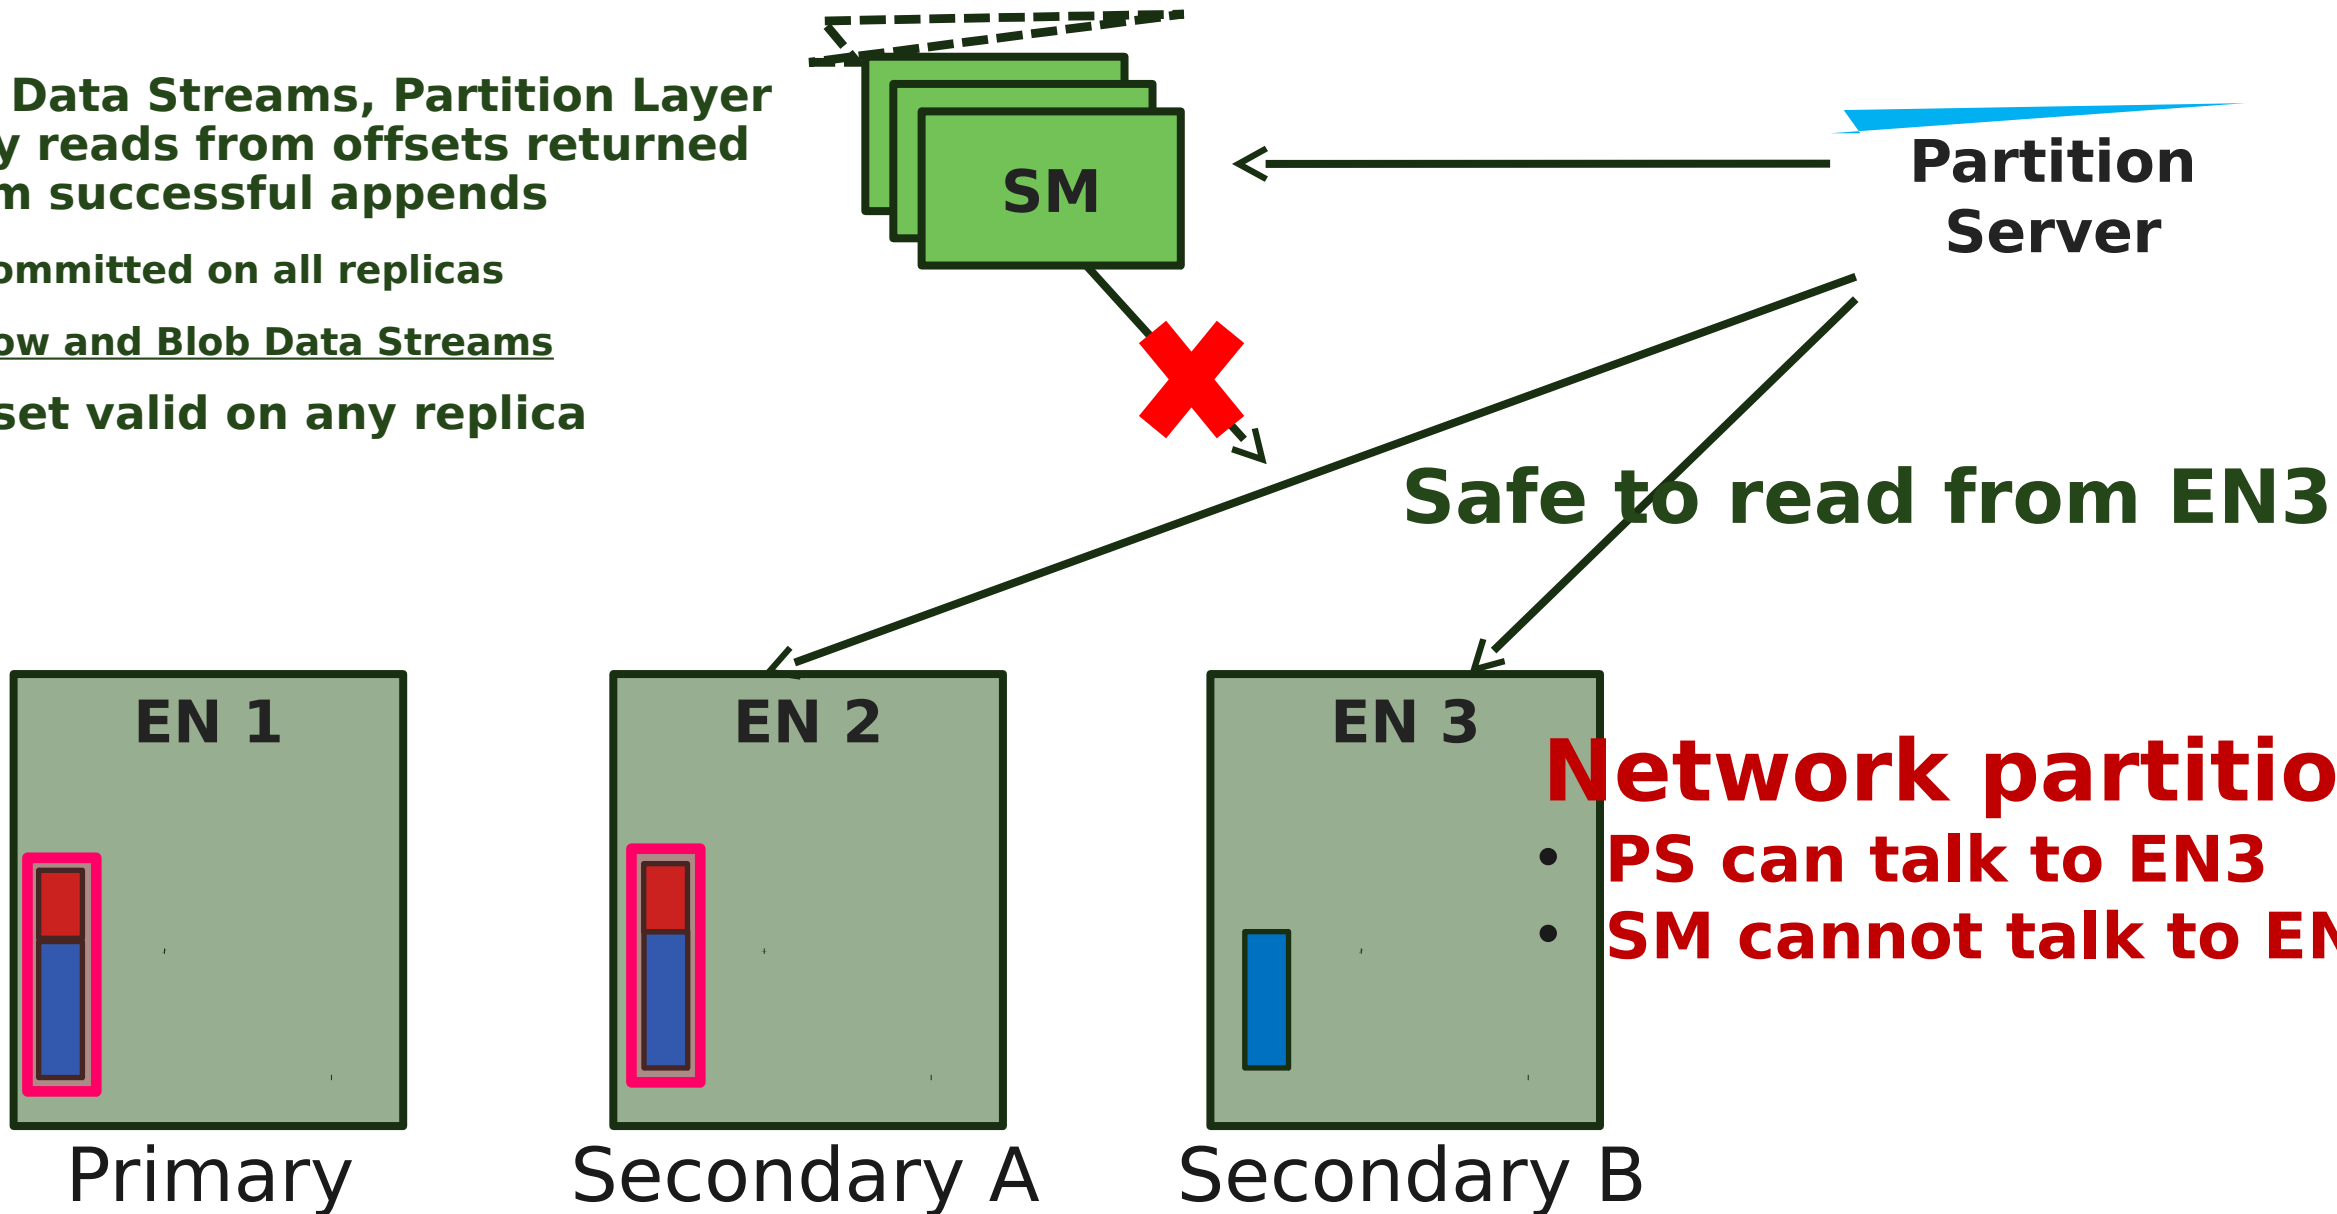 Data Streams, Partition Layer
y reads from offsets returned
m successful appends
ommitted on all replicas
ow and Blob Data Streams
set valid on any replica
SM
Partition
Server
Safe to read from EN3
EN 1
EN 2
EN 3
Network partitio
• PS can talk to EN3
• SM cannot talk to EN
Primary
Secondary A
Secondary B